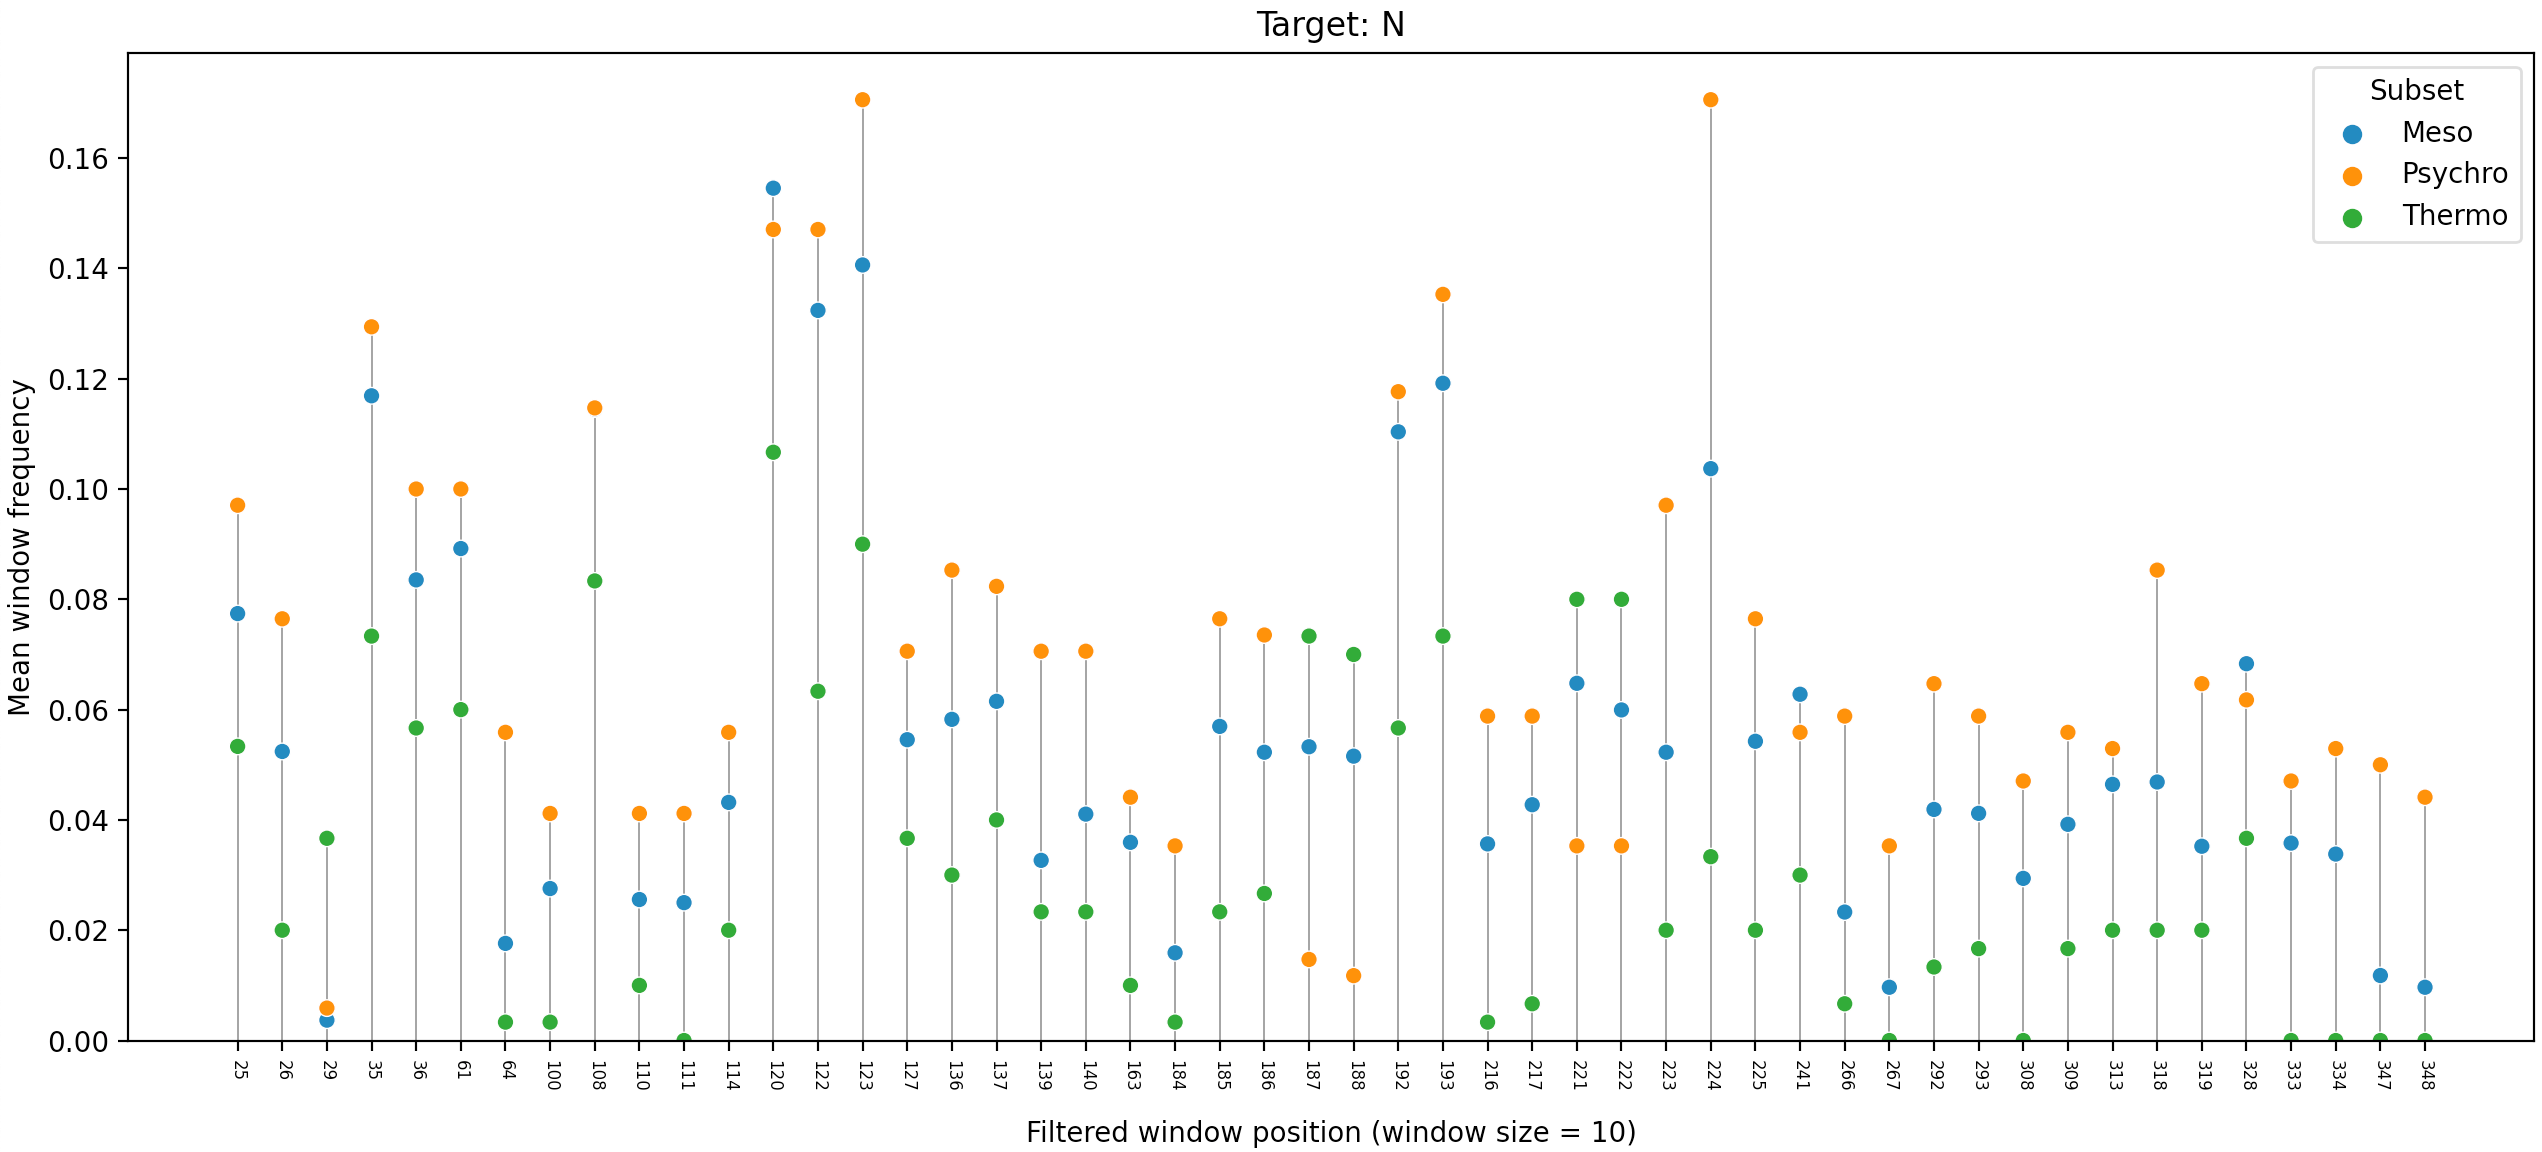 Target: N
Subset
Meso
Psychro
Thermo
Mean window frequency
0.16
0.14
0.12
0.10
0.08
0.06
0.04
0.02
0.00
25 26 29 35 36 61 64 100 108 110 111 114 120 122 123 127 136 137 139 140 163 184 185 186 187 188 192 193 216 217 221 222 223 224 225 241 266 267 292 293 308 309 313 318 319 328 333 334 347 348
Filtered window position (window size = 10)